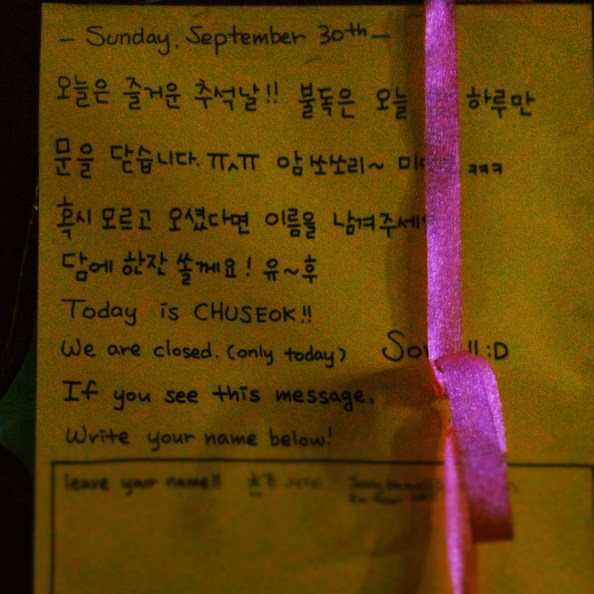 - Sunday. September 30th -
오늘은 즐거운 추석날!! 불독은 오늘 하루만
문을 닫습니다. ㅠㅅㅠ 암쏘쏘리~ ㅋㅋㅋ
혹시 모르고 오셨다면 이름을 남겨주세
담에 한잔 쏠께요! 유~후
Today is CHUSEOK!!
We are closed. (only today) !! :D
If you see this message,
Write your name below!
leave your name!!